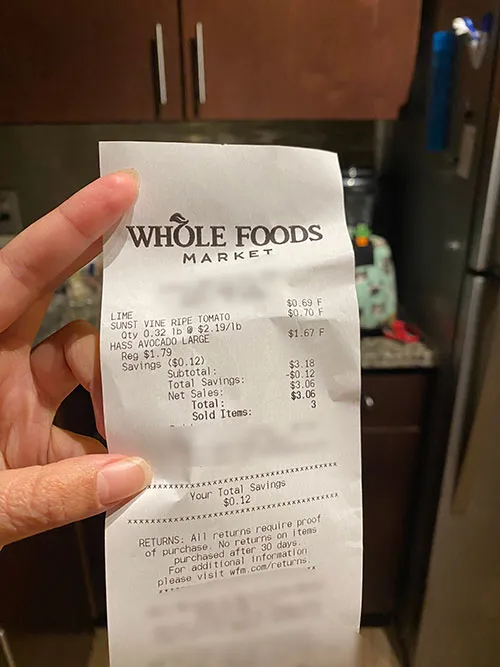 WHOLE FOODS
MARKET
LIME $0.69 F
SUNST VINE RIPE TOMATO $0.70 F
Qty 0.32 lb @ $2.19/lb
HASS AVOCADO LARGE $1.67 F
Reg $1.79
Savings ($0.12)
Subtotal: $3.18
Total Savings: -$0.12
Net Sales: $3.06
Total: $3.06
Sold Items: 3
xxxxxxxxxxxxxxxxxxxxxxxxxxxxxxxxxxxx
Your Total Savings
$0.12
xxxxxxxxxxxxxxxxxxxxxxxxxxxxxxxxxxxx
RETURNS: All returns require proof
of purchase. No returns on items
purchased after 30 days.
For additional information
please visit wfm.com/returns.